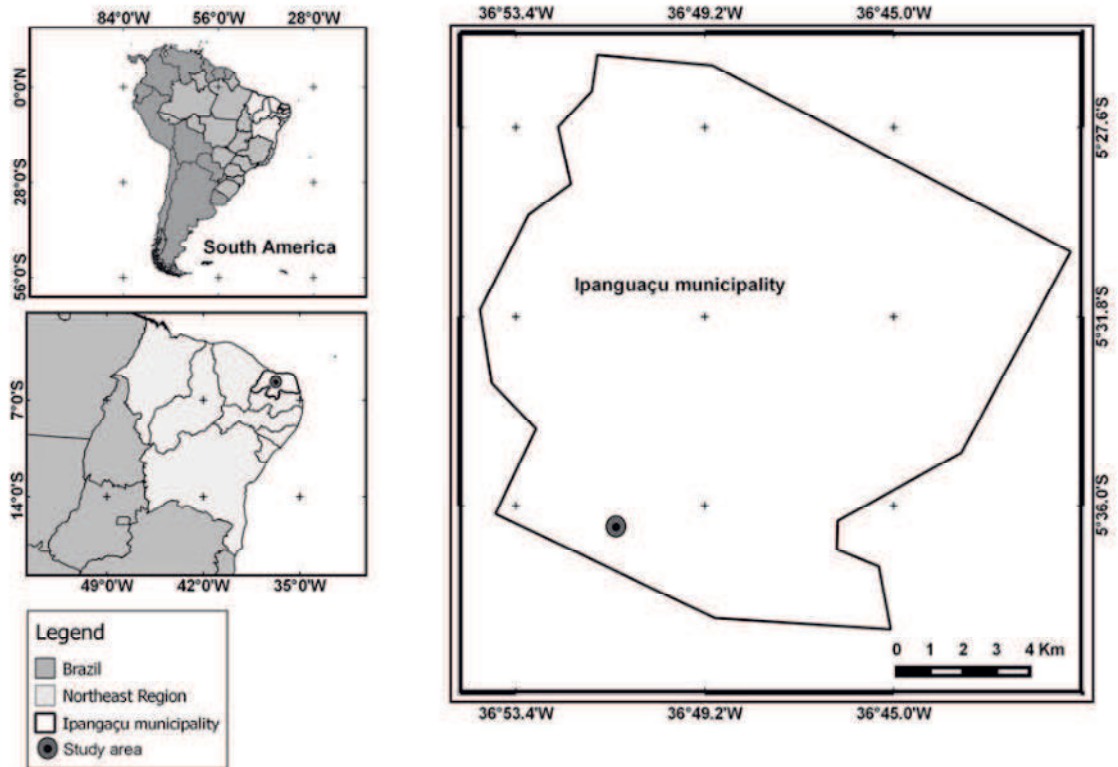 84°0'W 56°0'W 28°0'W
0°0'N
28°0'S
56°0'S
South America
7°0'S
14°0'S
49°0'W 42°0'W 35°0'W
Legend
Brazil
Northeast Region
Ipangaçu municipality
Study area
36°53.4'W 36°49.2'W 36°45.0'W
5°27.6'S
5°31.8'S
5°36.0'S
Ipanguaçu municipality
0 1 2 3 4 Km
36°53.4'W 36°49.2'W 36°45.0'W